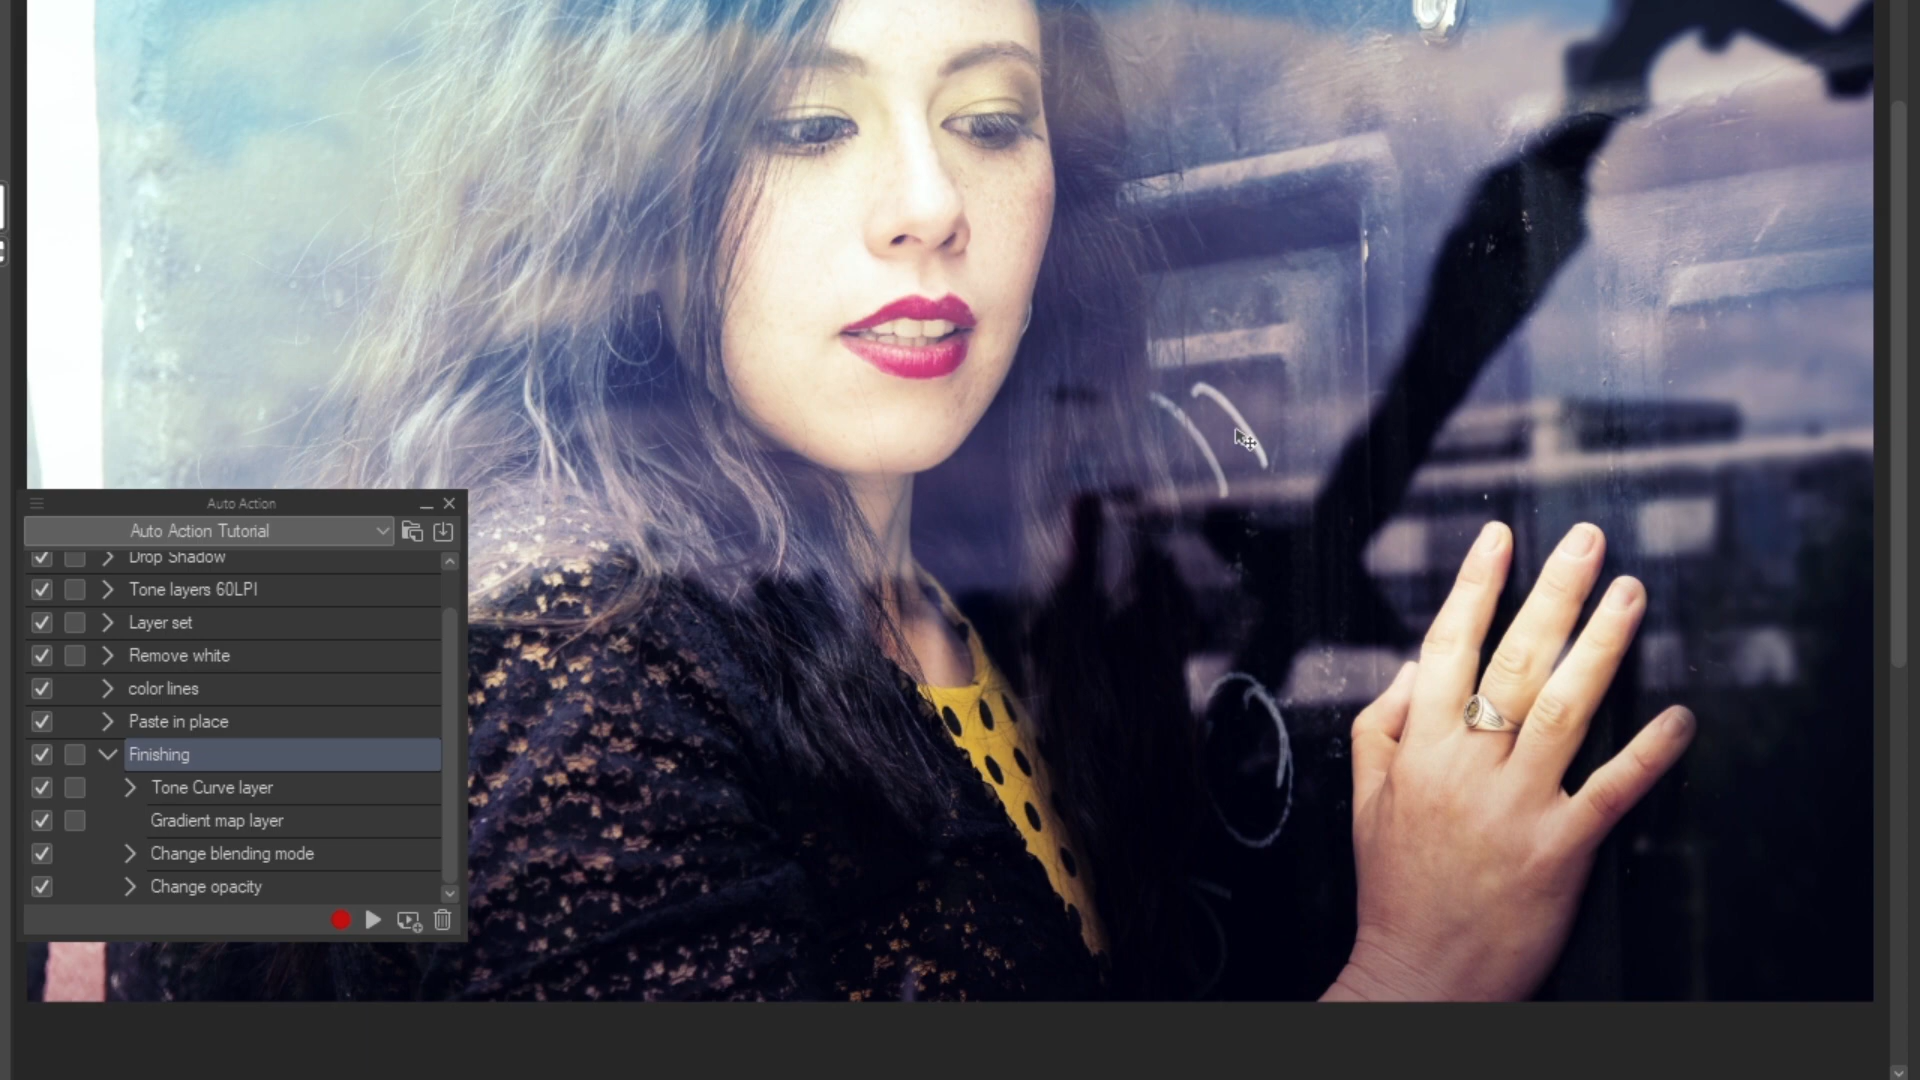 Auto Action
Auto Action Tutorial
Drop Shadow
Tone layers 60LPI
Layer set
Remove white
color lines
Paste in place
Finishing
Tone Curve layer
Gradient map layer
Change blending mode
Change opacity